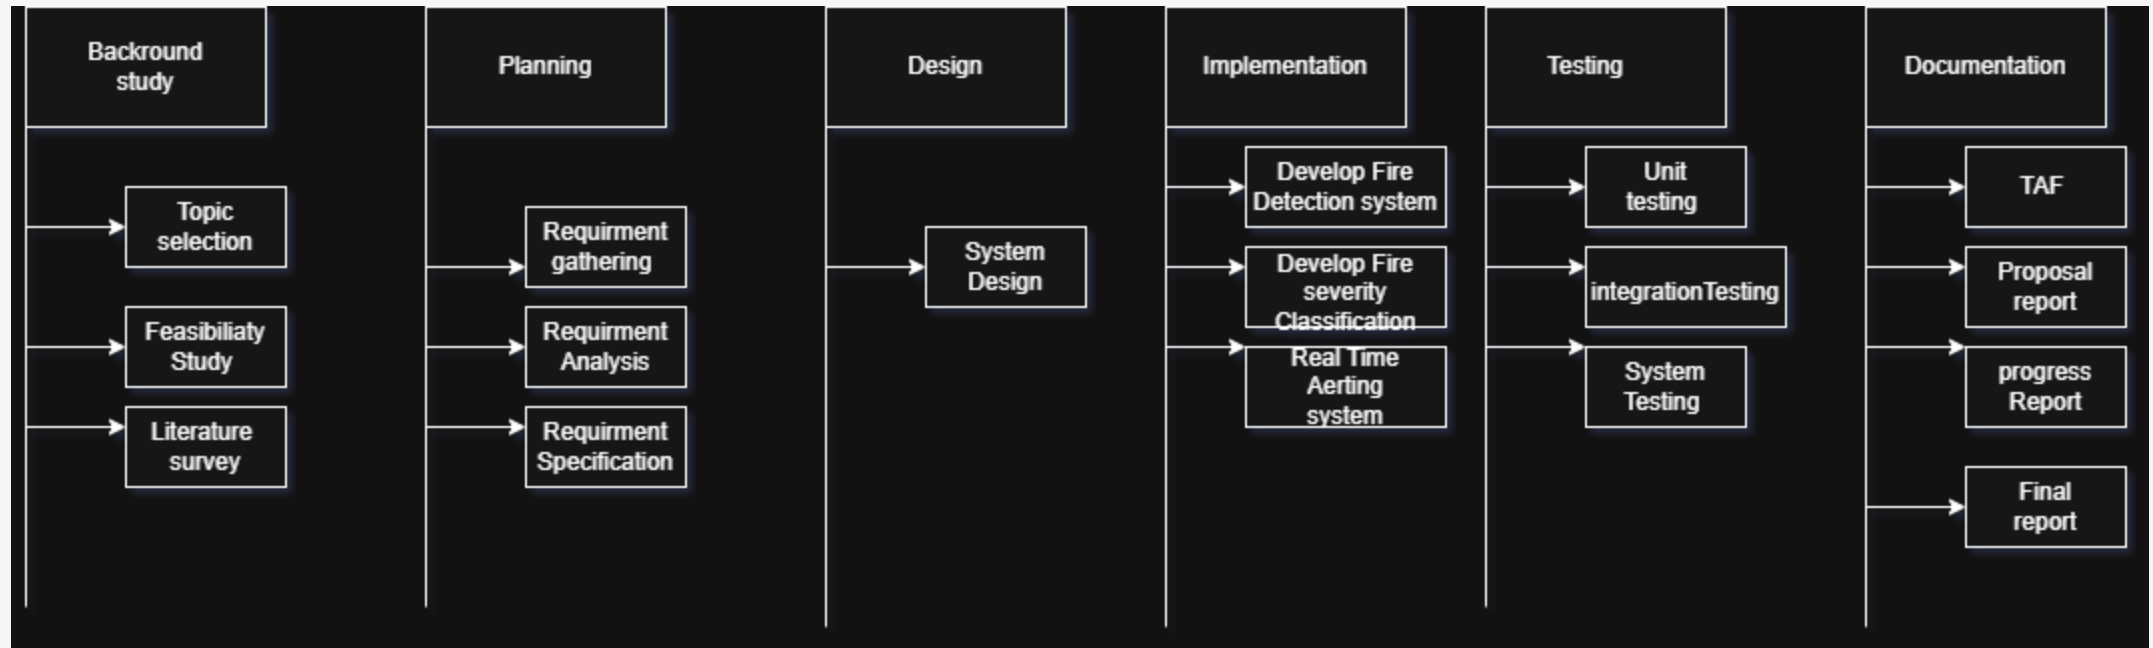 Backround
study
Topic
selection
Feasibiliaty
Study
Literature
survey
Planning
Requirment
gathering
Requirment
Analysis
Requirment
Specification
Design
System
Design
Implementation
Develop Fire
Detection system
Develop Fire
severity
Classification
Real Time
Aerting
system
Testing
Unit
testing
integrationTesting
System
Testing
Documentation
TAF
Proposal
report
progress
Report
Final
report